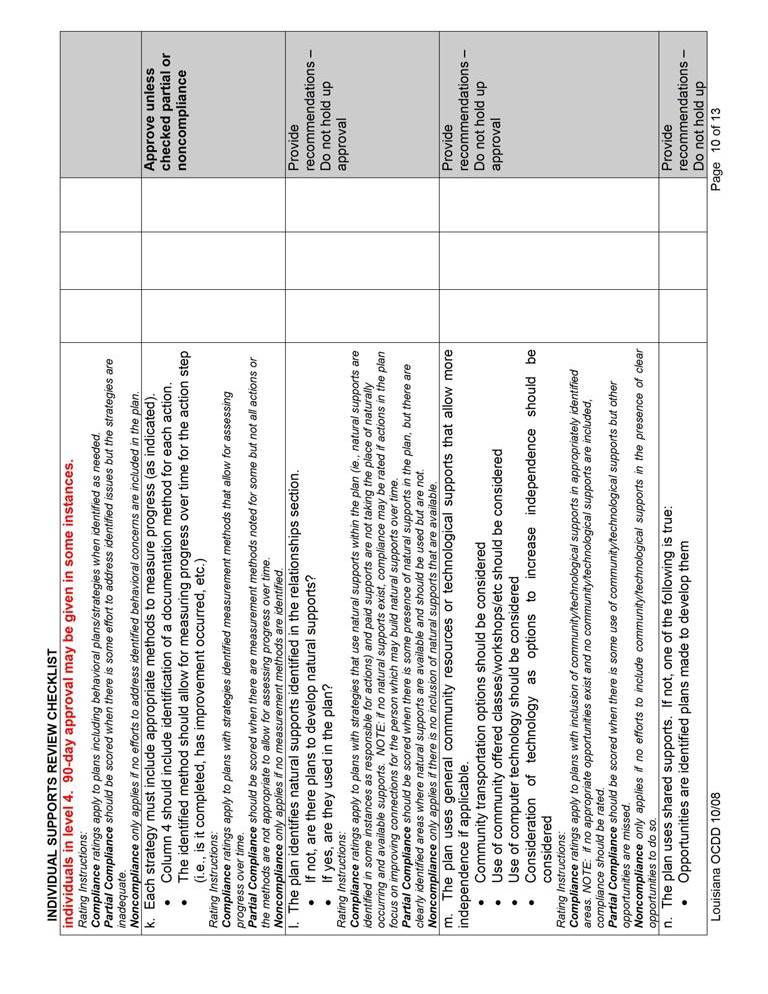 INDIVIDUAL SUPPORTS REVIEW CHECKLIST
individuals in level 4.  90-day approval may be given in some instances.
Rating Instructions:
Compliance ratings apply to plans including behavioral plans/strategies when identified as needed.
Partial Compliance should be scored when there is some effort to address identified issues but the strategies are
inadequate.
Noncompliance only applies if no efforts to address identified behavioral concerns are included in the plan.
k.  Each strategy must include appropriate methods to measure progress (as indicated).
• Column 4 should include identification of a documentation method for each action.
• The identified method should allow for measuring progress over time for the action step
(i.e., is it completed, has improvement occurred, etc.)
Rating Instructions:
Compliance ratings apply to plans with strategies identified measurement methods that allow for assessing
progress over time.
Partial Compliance should be scored when there are measurement methods noted for some but not all actions or
the methods are not appropriate to allow for assessing progress over time.
Noncompliance only applies if no measurement methods are identified.
Approve unless
checked partial or
noncompliance
l.  The plan identifies natural supports identified in the relationships section.
• If not, are there plans to develop natural supports?
• If yes, are they used in the plan?
Rating Instructions:
Compliance ratings apply to plans with strategies that use natural supports within the plan (ie., natural supports are
identified in some instances as responsible for actions) and paid supports are not taking the place of naturally
occurring and available supports.  NOTE: if no natural supports exist, compliance may be rated if actions in the plan
focus on improving connections for the person which may build natural supports over time.
Partial Compliance should be scored when there is some presence of natural supports in the plan, but there are
clearly identified areas where natural supports are available and should be used but are not.
Noncompliance only applies if there is no inclusion of natural supports that are available.
Provide
recommendations –
Do not hold up
approval
m.  The plan uses general community resources or technological supports that allow more
independence if applicable.
• Community transportation options should be considered
• Use of community offered classes/workshops/etc should be considered
• Use of computer technology should be considered
• Consideration of technology as options to increase independence should be
considered
Rating Instructions:
Compliance ratings apply to plans with inclusion of community/technological supports in appropriately identified
areas. NOTE:  if no appropriate opportunities exist and no community/technological supports are included,
compliance should be rated.
Partial Compliance should be scored when there is some use of community/technological supports but other
opportunities are missed.
Noncompliance only applies if no efforts to include community/technological supports in the presence of clear
opportunities to do so.
Provide
recommendations –
Do not hold up
approval
n.  The plan uses shared supports.  If not, one of the following is true:
• Opportunities are identified plans made to develop them
Provide
recommendations –
Do not hold up
Louisiana OCDD 10/08
Page 10 of 13